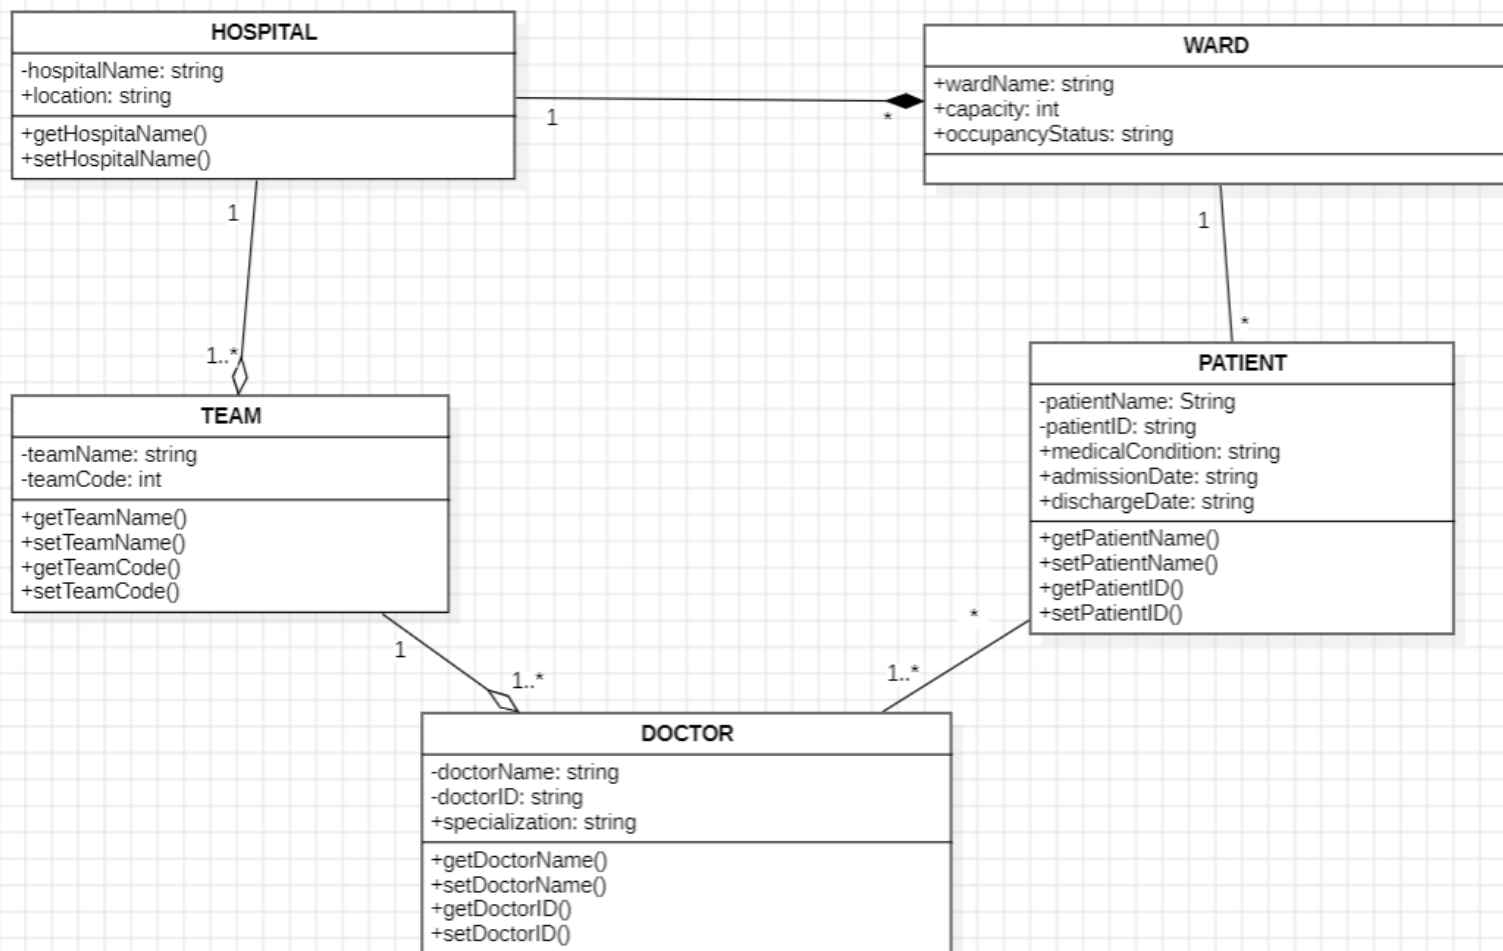 HOSPITAL
-hospitalName: string
+location: string
+getHospitaName()
+setHospitalName()
1
*
WARD
+wardName: string
+capacity: int
+occupancyStatus: string
1
1..*
1
*
TEAM
-teamName: string
-teamCode: int
+getTeamName()
+setTeamName()
+getTeamCode()
+setTeamCode()
PATIENT
-patientName: String
-patientID: string
+medicalCondition: string
+admissionDate: string
+dischargeDate: string
+getPatientName()
+setPatientName()
+getPatientID()
+setPatientID()
1
1..*
*
1..*
DOCTOR
-doctorName: string
-doctorID: string
+specialization: string
+getDoctorName()
+setDoctorName()
+getDoctorID()
+setDoctorID()